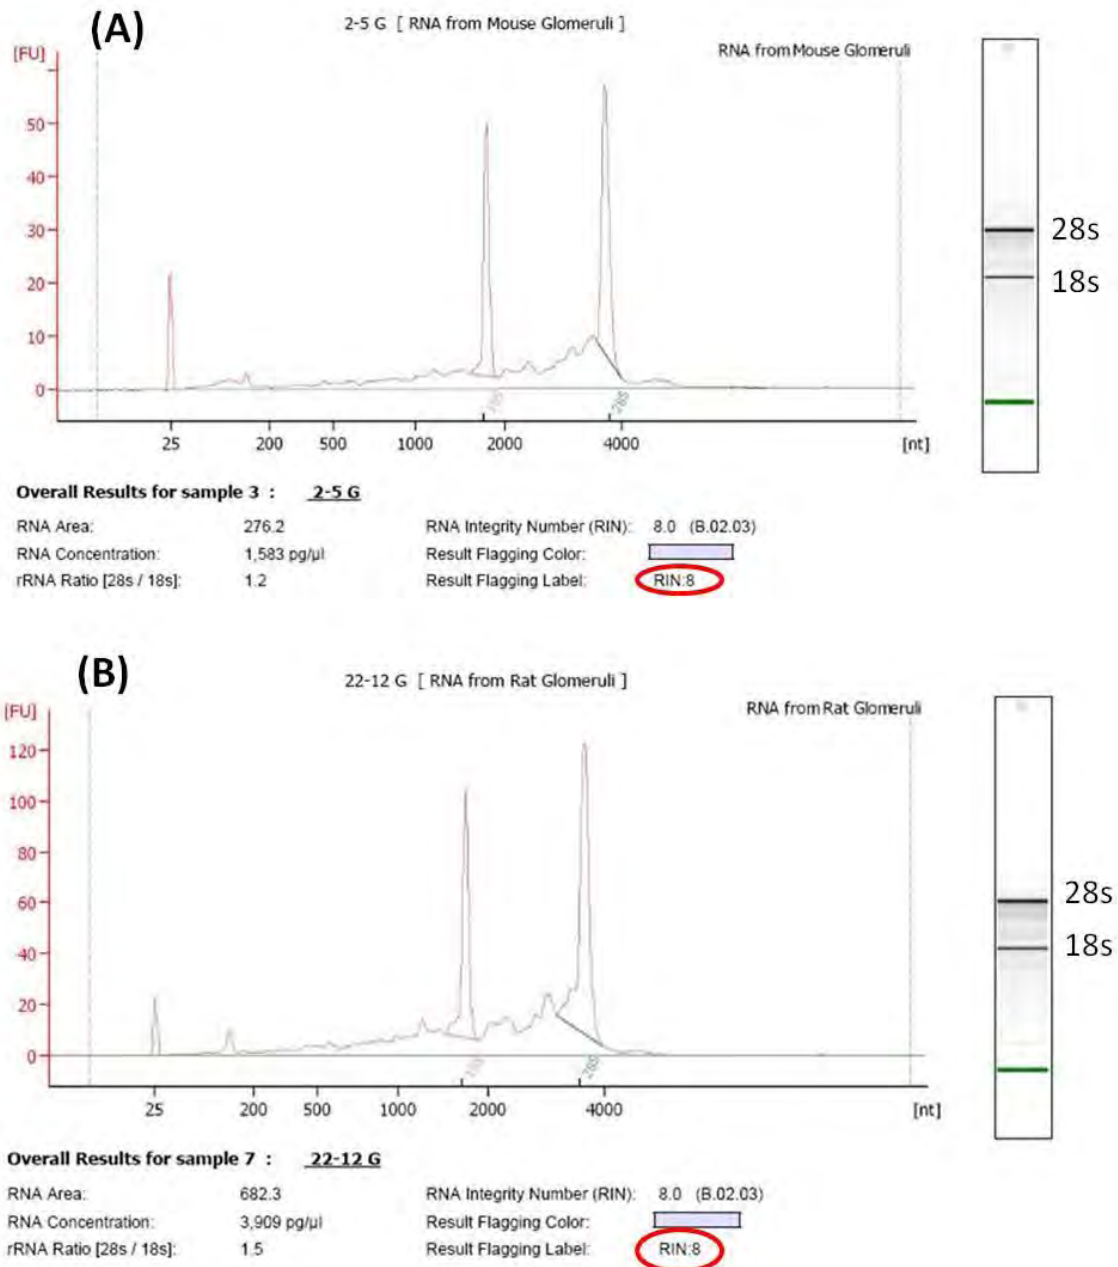 (A)
2-5 G [ RNA from Mouse Glomeruli ]
[FU]
RNA from Mouse Glomeruli
50
40
30
20
10
0
18S
28S
25 200 500 1000 2000 4000 [nt]
28s
18s
Overall Results for sample 3 : 2-5 G
RNA Area: 276.2 RNA Integrity Number (RIN): 8.0 (B.02.03)
RNA Concentration: 1,583 pg/µl Result Flagging Color:
rRNA Ratio [28s / 18s]: 1.2 Result Flagging Label: RIN:8
(B)
22-12 G [ RNA from Rat Glomeruli ]
[FU]
RNA from Rat Glomeruli
120
100
80
60
40
20
0
18S
28S
25 200 500 1000 2000 4000 [nt]
28s
18s
Overall Results for sample 7 : 22-12 G
RNA Area: 682.3 RNA Integrity Number (RIN): 8.0 (B.02.03)
RNA Concentration: 3,909 pg/µl Result Flagging Color:
rRNA Ratio [28s / 18s]: 1.5 Result Flagging Label: RIN:8